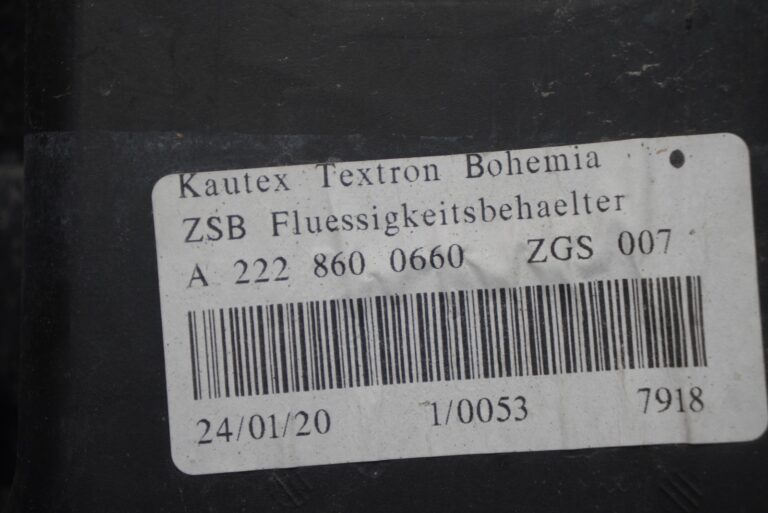 Kautex Textron Bohemia
ZSB Fluessigkeitsbehaelter
A 222 860 0660 ZGS 007
24/01/20 1/0053 7918